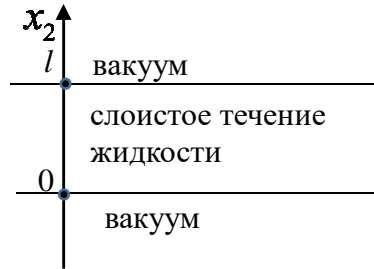 x₂
l вакуум
слоистое течение
жидкости
0
вакуум